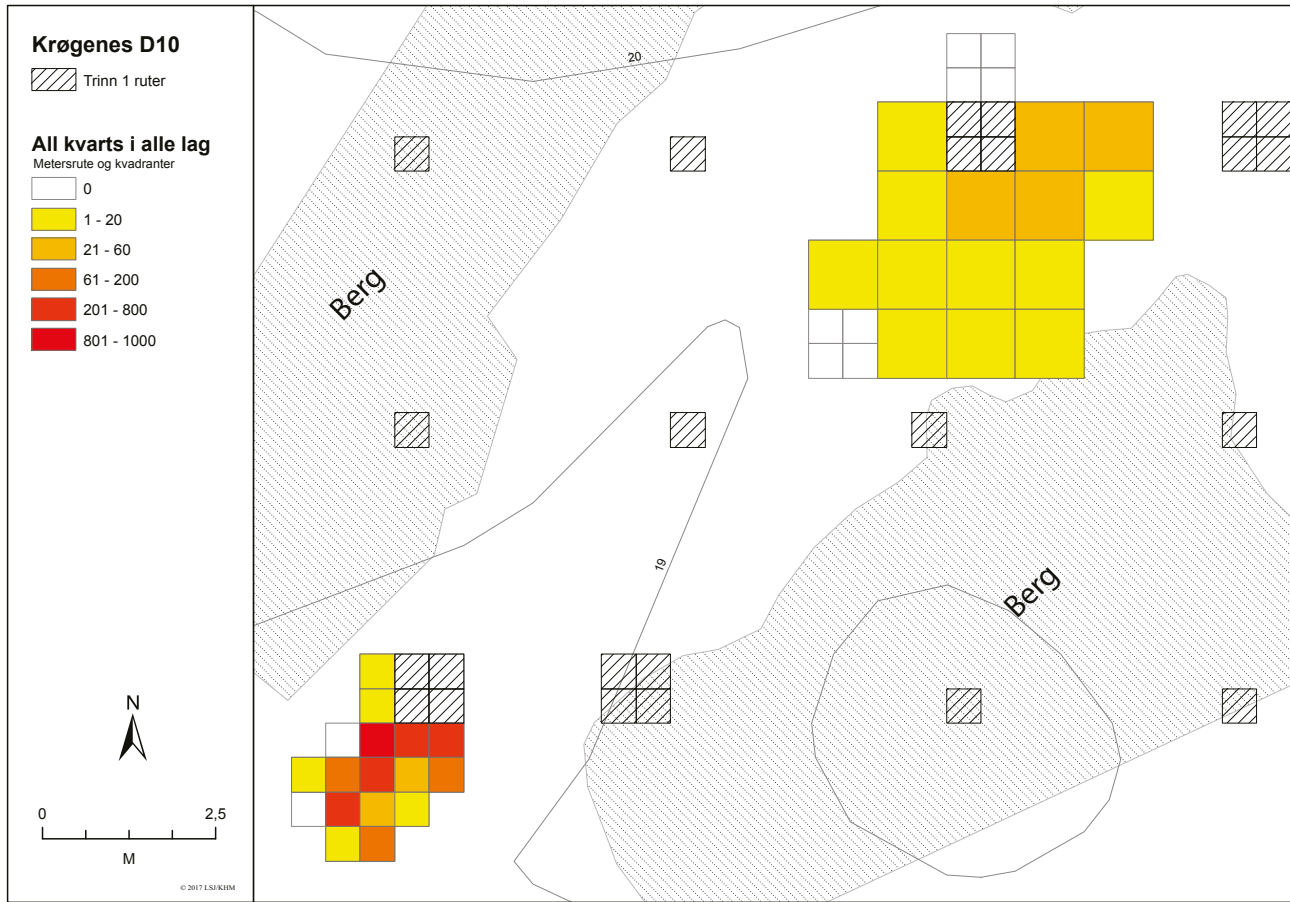 Krøgenes D10
Trinn 1 ruter
All kvarts i alle lag
Metersrute og kvadranter
0
1 - 20
21 - 60
61 - 200
201 - 800
801 - 1000
N
0 2,5
M
© 2017 LSJ/KHM
20
Berg
19
Berg